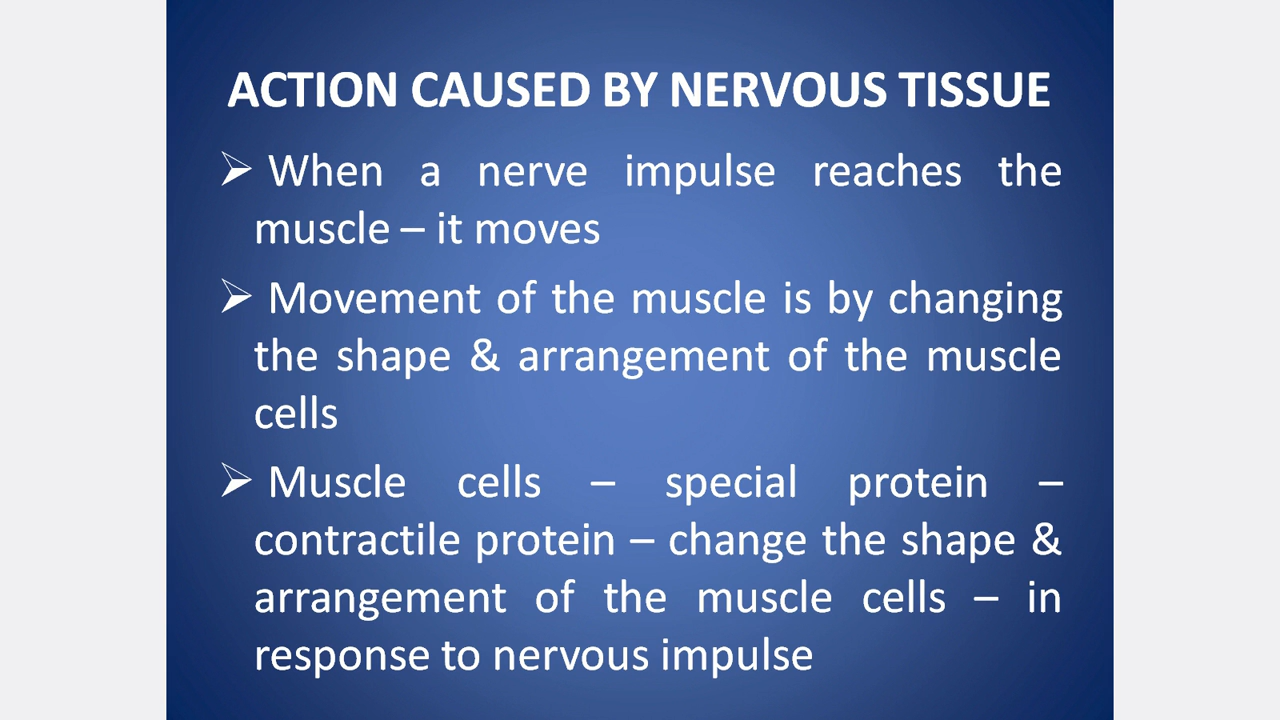 ACTION CAUSED BY NERVOUS TISSUE
➢ When a nerve impulse reaches the
muscle – it moves
➢ Movement of the muscle is by changing
the shape & arrangement of the muscle
cells
➢ Muscle cells – special protein –
contractile protein – change the shape &
arrangement of the muscle cells – in
response to nervous impulse